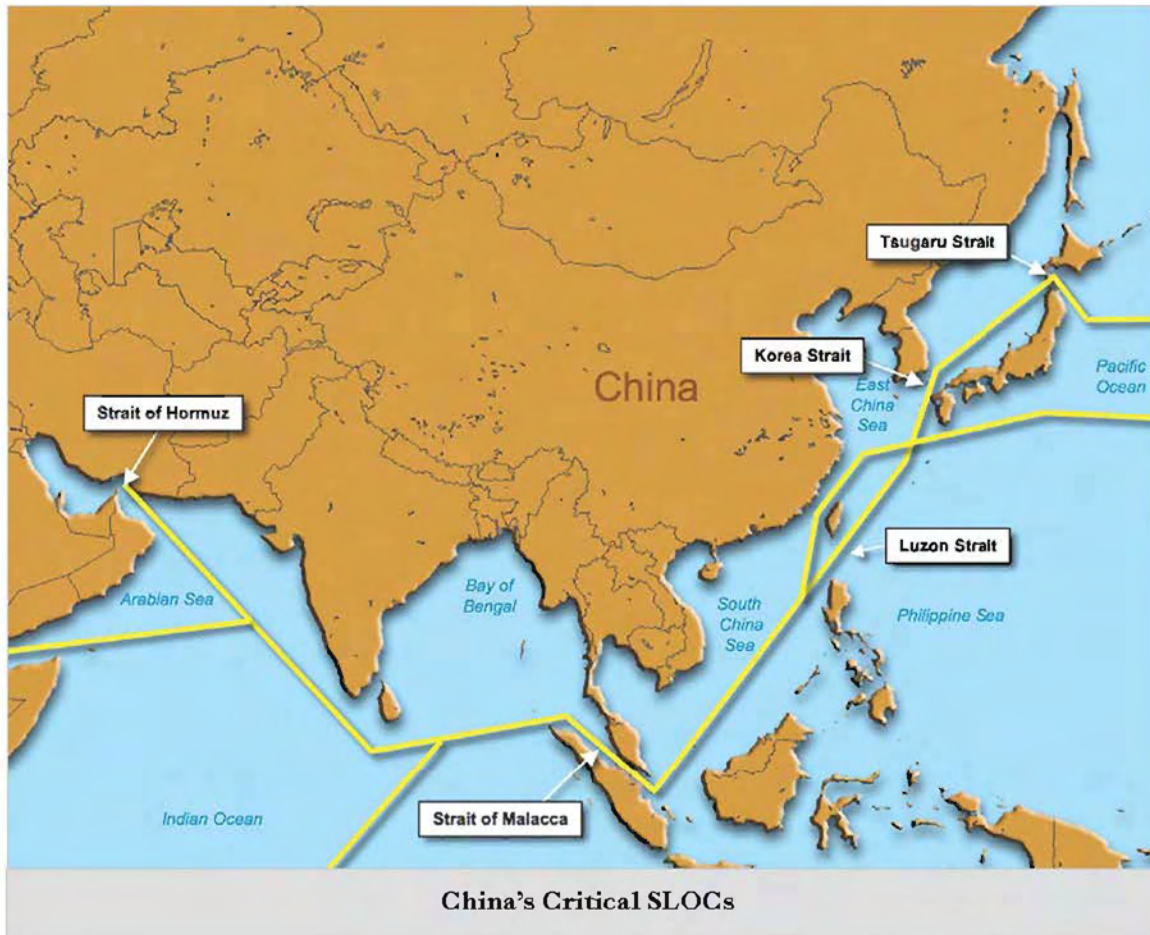 Tsugaru Strait
Korea Strait
Pacific
Ocean
China
East
China
Sea
Strait of Hormuz
Luzon Strait
Bay of
Bengal
Arabian Sea
South
China
Sea
Philippine Sea
Strait of Malacca
Indian Ocean
China's Critical SLOCs